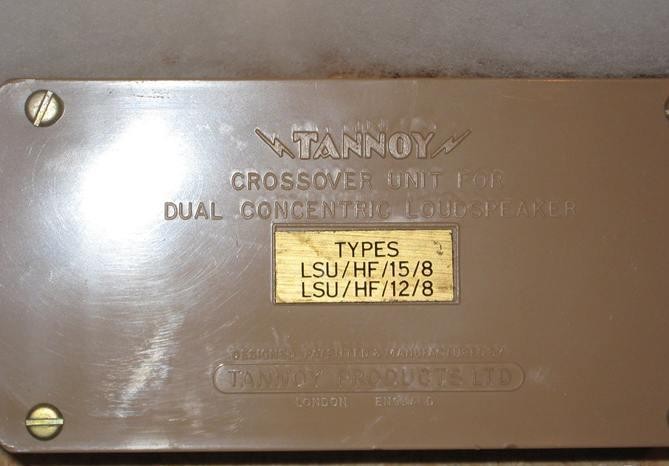 TANNOY
CROSSOVER UNIT FOR
DUAL CONCENTRIC LOUDSPEAKER
TYPES
LSU/HF/15/8
LSU/HF/12/8
DESIGNED PATENTED & MANUFACTURED BY
TANNOY PRODUCTS LTD
LONDON ENGLAND